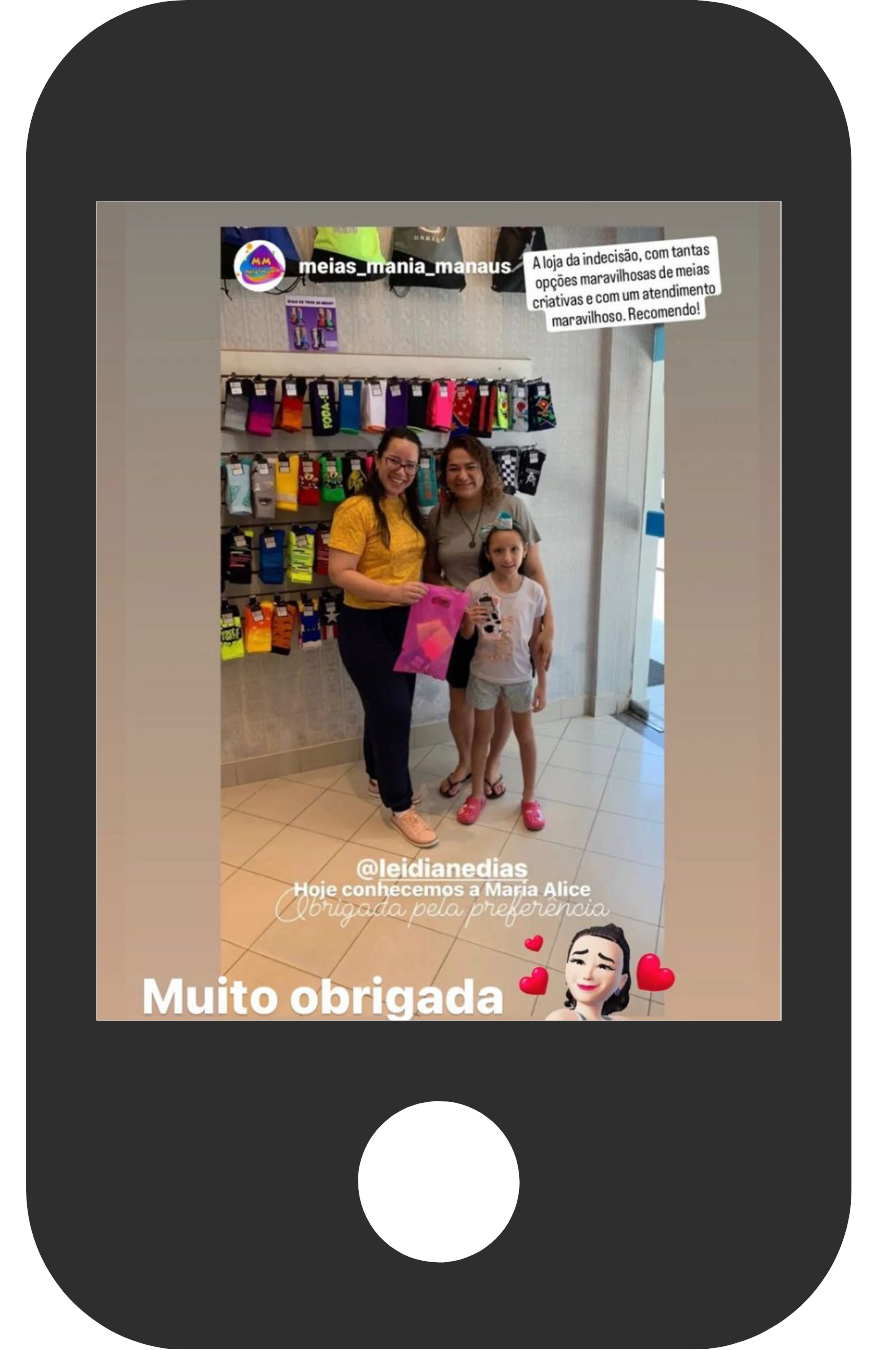 MM
meias_mania_manaus
A loja da indecisão, com tantas
opções maravilhosas de meias
criativas e com um atendimento
maravilhoso. Recomendo!
FODA-
@leidianedias
Hoje conhecemos a Maria Alice
Obrigada pela preferência
Muito obrigada